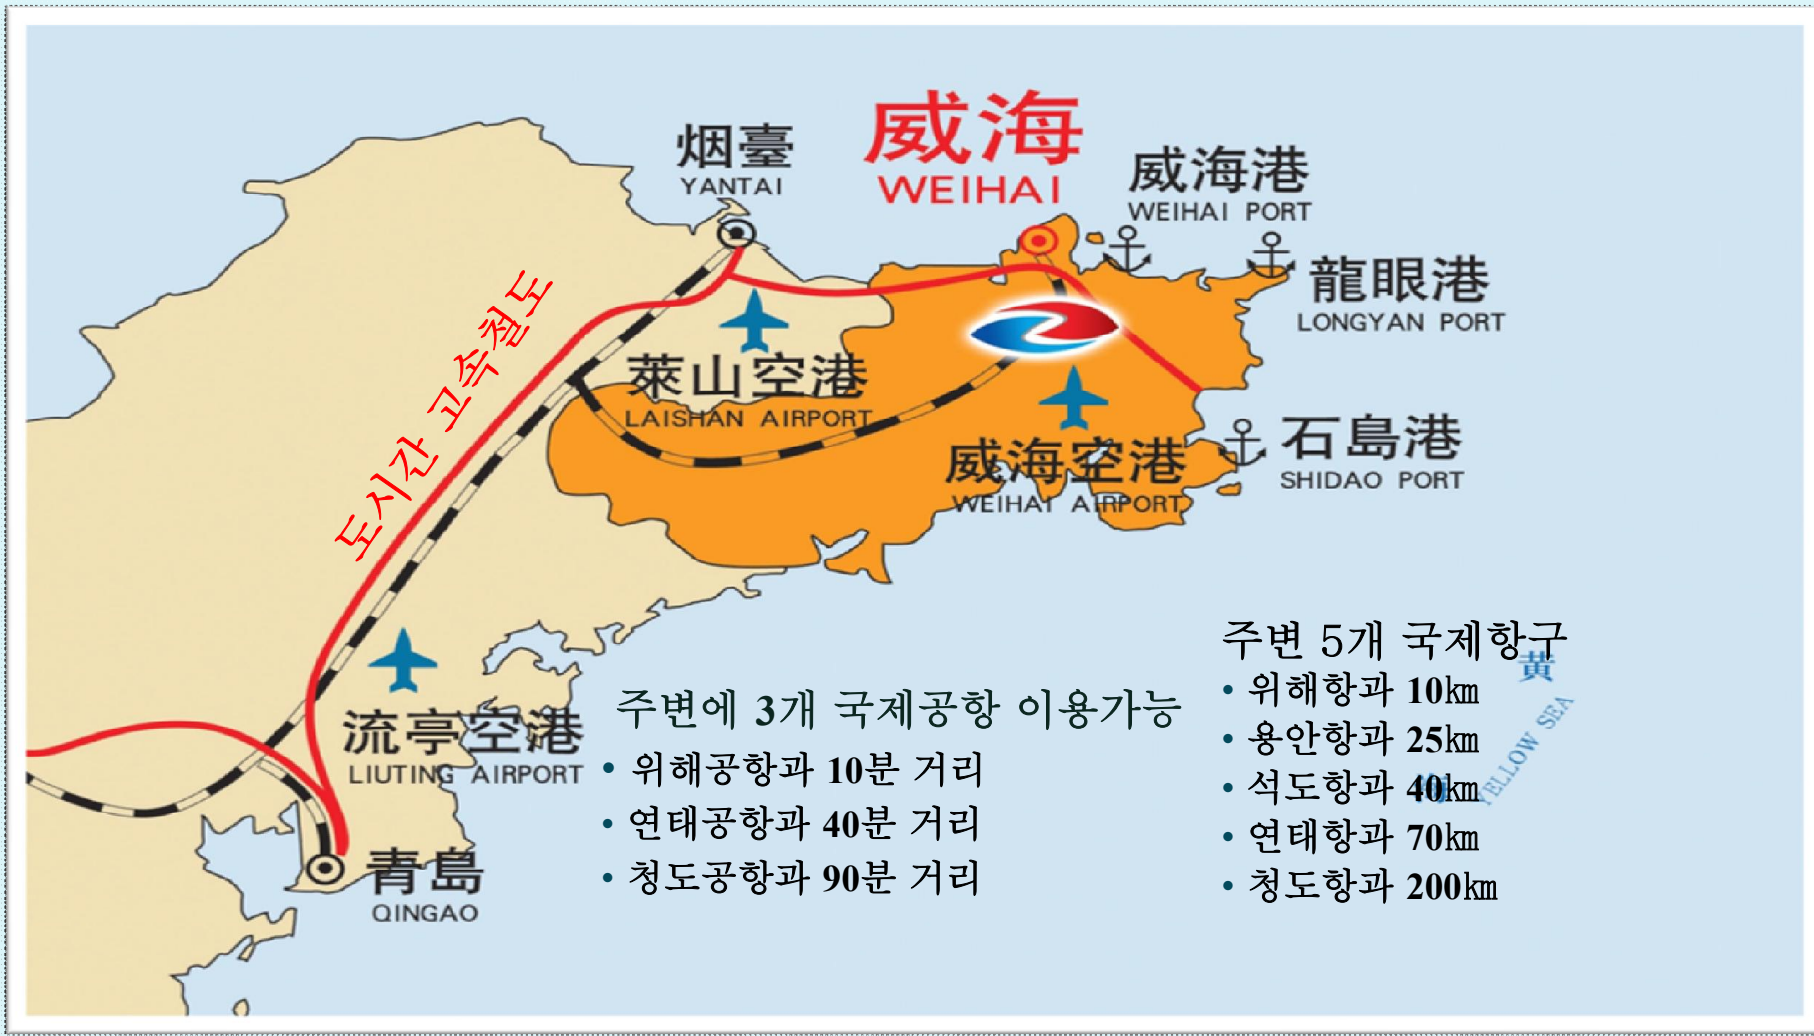 威海
WEIHAI
烟臺
YANTAI
威海港
WEIHAI PORT
龍眼港
LONGYAN PORT
도시간 고속철도
萊山空港
LAISHAN AIRPORT
威海空港
WEIHAI AIRPORT
石島港
SHIDAO PORT
流亭空港
LIUTING AIRPORT
青島
QINGAO
주변에 3개 국제공항 이용가능
• 위해공항과 10분 거리
• 연태공항과 40분 거리
• 청도공항과 90분 거리
주변 5개 국제항구
• 위해항과 10㎞
• 용안항과 25㎞
• 석도항과 40㎞
• 연태항과 70㎞
• 청도항과 200㎞
黄
YELLOW SEA